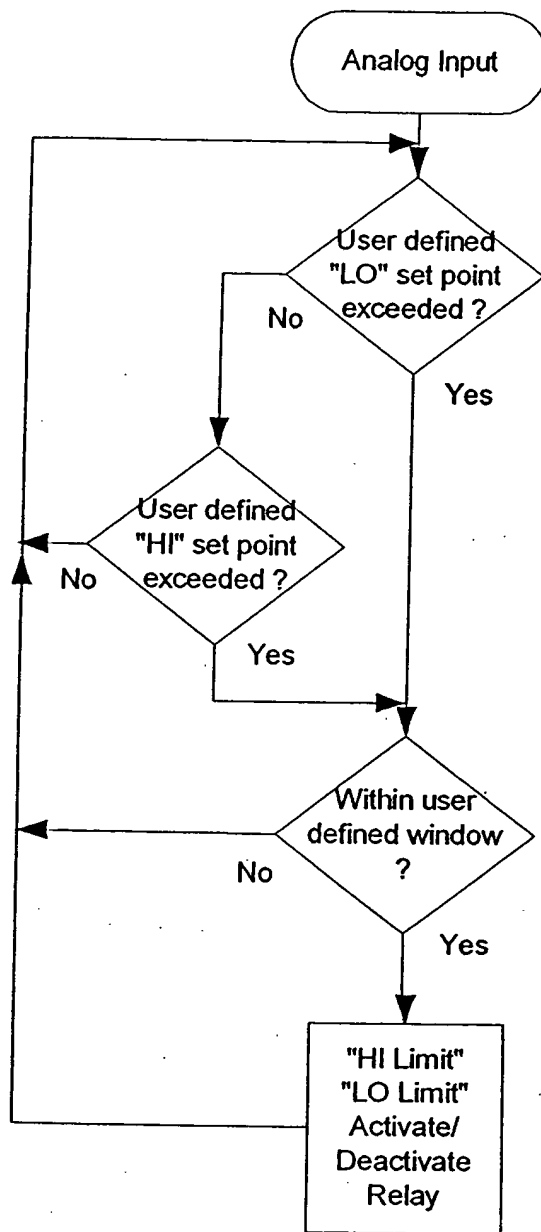 Analog Input
User defined
"LO" set point
exceeded ?
No
Yes
User defined
"HI" set point
exceeded ?
No
Yes
Within user
defined window
?
No
Yes
"HI Limit"
"LO Limit"
Activate/
Deactivate
Relay